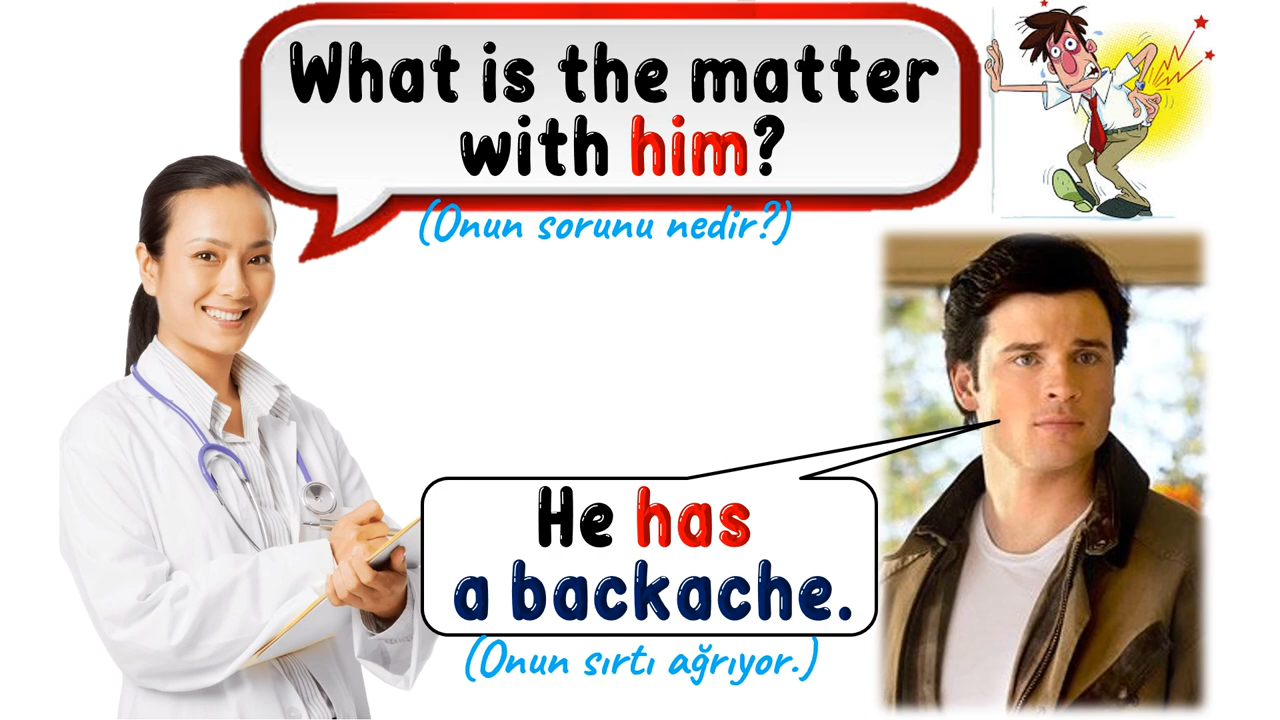 What is the matter
with him?
(Onun sorunu nedir?)
He has
a backache.
(Onun sırtı ağrıyor.)